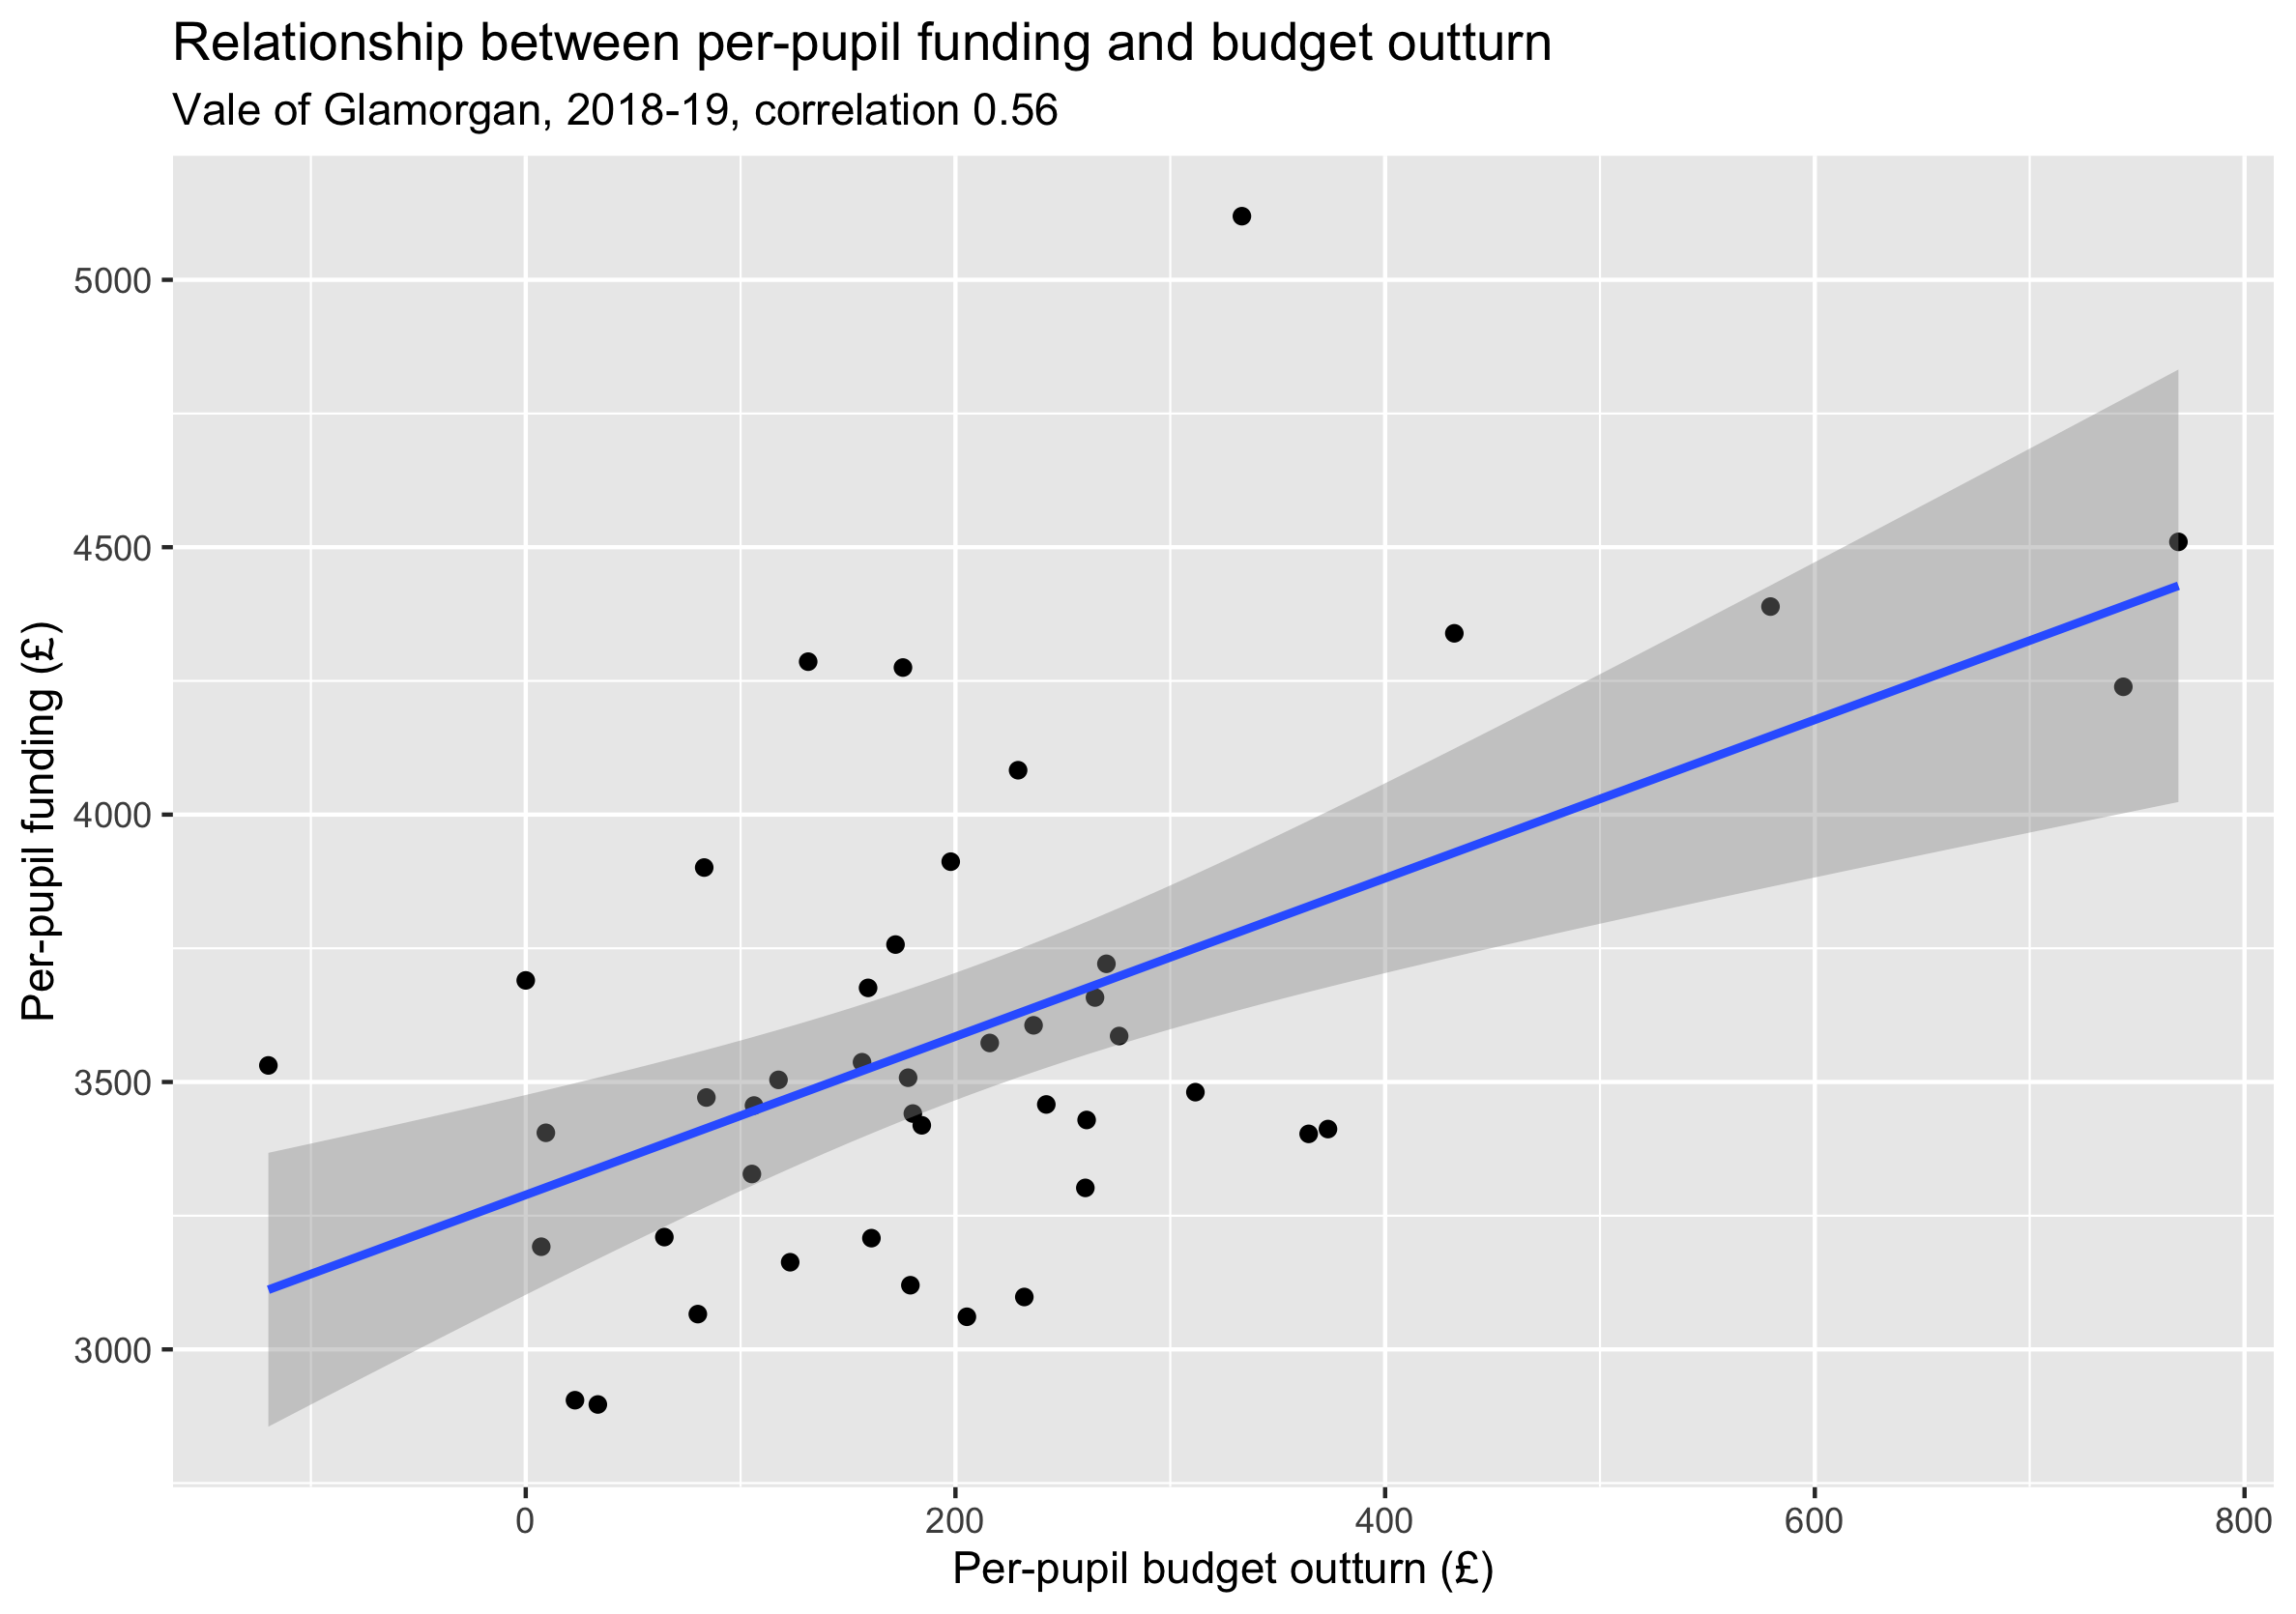 Relationship between per-pupil funding and budget outturn
Vale of Glamorgan, 2018-19, correlation 0.56
Per-pupil funding (£)
5000
4500
4000
3500
3000
0
200
400
600
800
Per-pupil budget outturn (£)